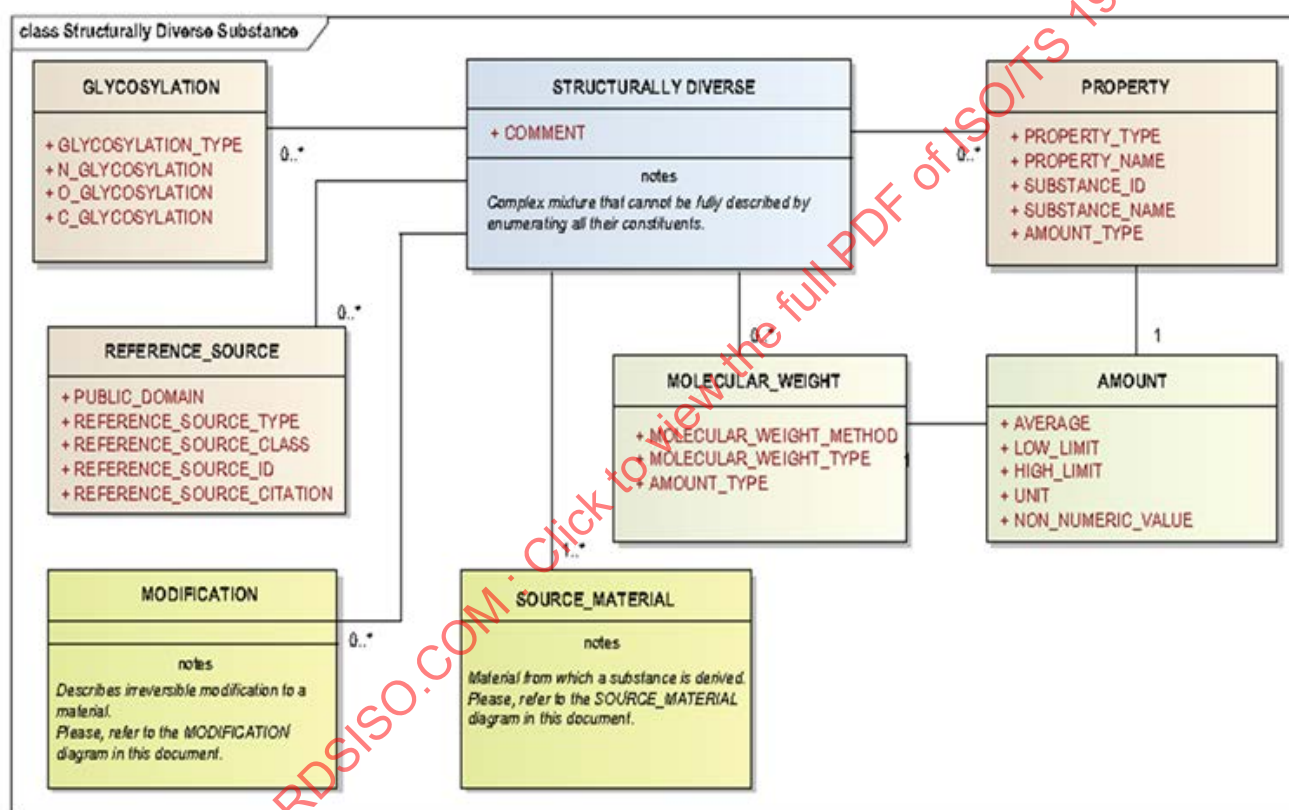 class Structurally Diverse Substance
GLYCOSYLATION
+ GLYCOSYLATION_TYPE
+ N_GLYCOSYLATION
+ O_GLYCOSYLATION
+ C_GLYCOSYLATION
0..*
STRUCTURALLY DIVERSE
+ COMMENT
notes
Complex mixture that cannot be fully described by
enumerating all their constituents.
PROPERTY
+ PROPERTY_TYPE
+ PROPERTY_NAME
+ SUBSTANCE_ID
+ SUBSTANCE_NAME
+ AMOUNT_TYPE
0..*
REFERENCE_SOURCE
+ PUBLIC_DOMAIN
+ REFERENCE_SOURCE_TYPE
+ REFERENCE_SOURCE_CLASS
+ REFERENCE_SOURCE_ID
+ REFERENCE_SOURCE_CITATION
0..*
MOLECULAR_WEIGHT
+ MOLECULAR_WEIGHT_METHOD
+ MOLECULAR_WEIGHT_TYPE
+ AMOUNT_TYPE
0..*
1
AMOUNT
+ AVERAGE
+ LOW_LIMIT
+ HIGH_LIMIT
+ UNIT
+ NON_NUMERIC_VALUE
1
MODIFICATION
notes
Describes irreversible modification to a
material.
Please, refer to the MODIFICATION
diagram in this document.
0..*
SOURCE_MATERIAL
notes
Material from which a substance is derived.
Please, refer to the SOURCE_MATERIAL
diagram in this document.
1..*
RDSISO.COM : Click to view the full PDF of ISO/TS 19